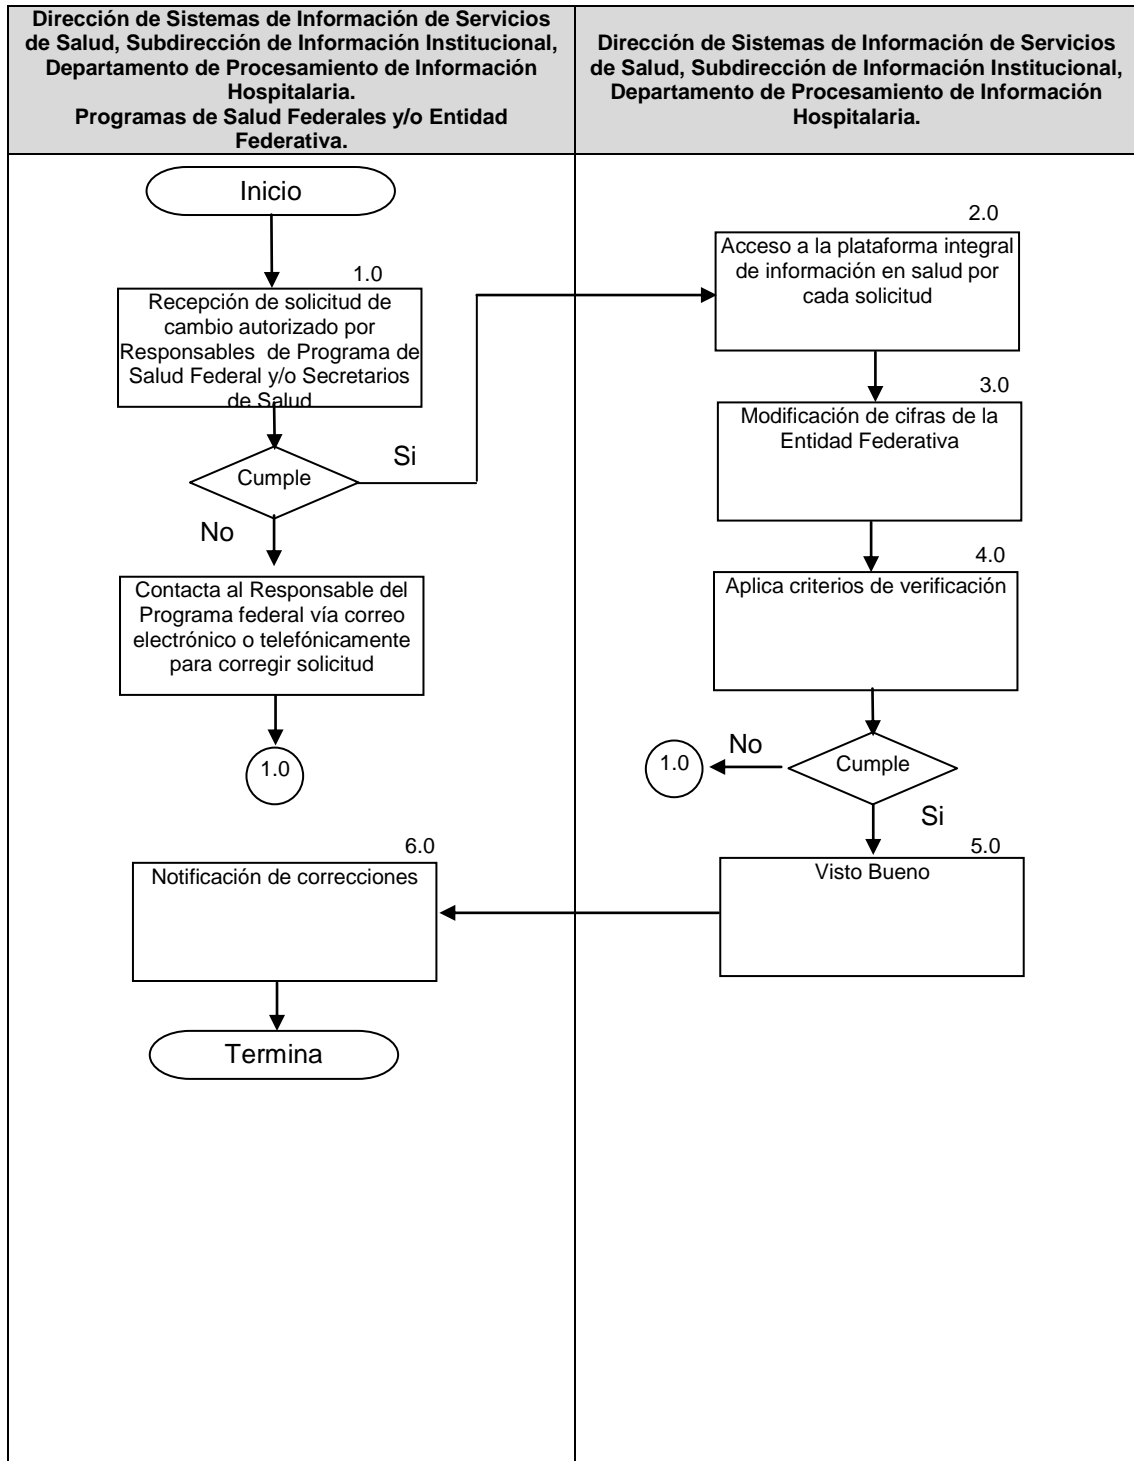 Dirección de Sistemas de Información de Servicios
de Salud, Subdirección de Información Institucional,
Departamento de Procesamiento de Información
Hospitalaria.
Programas de Salud Federales y/o Entidad
Federativa.
Dirección de Sistemas de Información de Servicios
de Salud, Subdirección de Información Institucional,
Departamento de Procesamiento de Información
Hospitalaria.
Inicio
1.0
Recepción de solicitud de
cambio autorizado por
Responsables de Programa de
Salud Federal y/o Secretarios
de Salud
Cumple
Si
No
Contacta al Responsable del
Programa federal vía correo
electrónico o telefónicamente
para corregir solicitud
1.0
2.0
Acceso a la plataforma integral
de información en salud por
cada solicitud
3.0
Modificación de cifras de la
Entidad Federativa
4.0
Aplica criterios de verificación
Cumple
No
1.0
Si
5.0
Visto Bueno
6.0
Notificación de correcciones
Termina